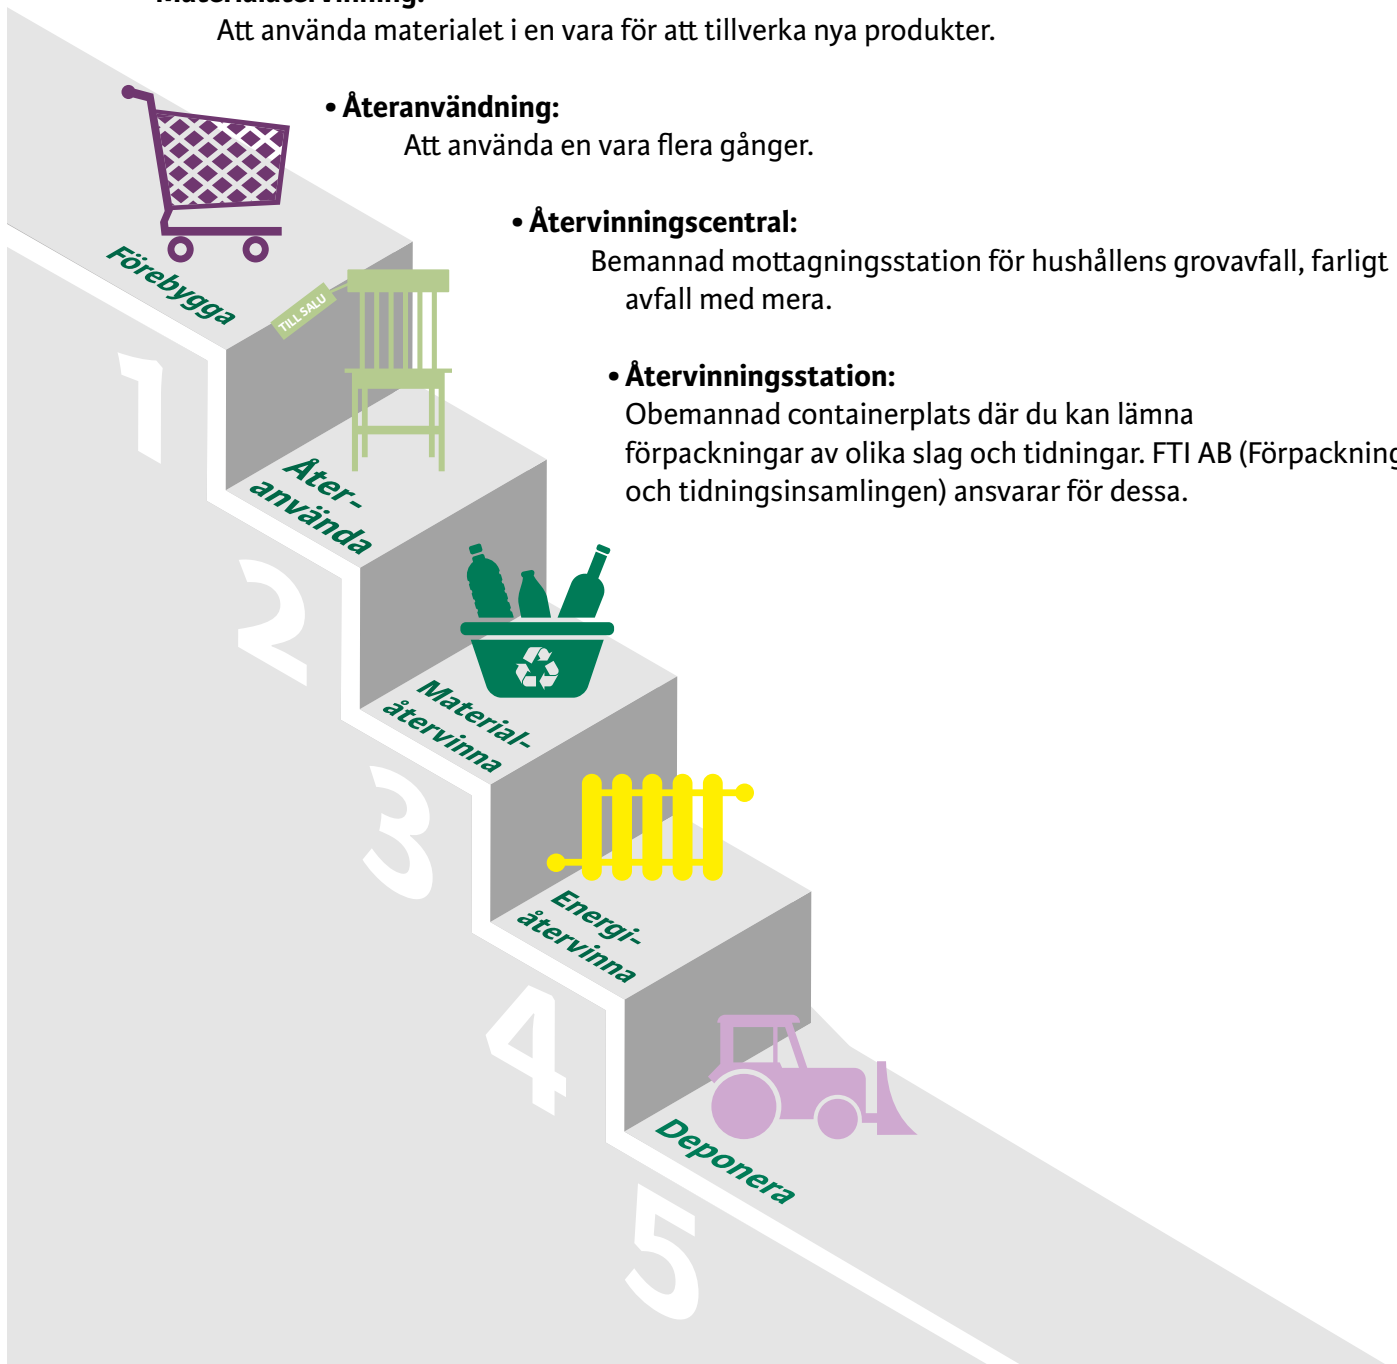 Materialåtervinning:
Att använda materialet i en vara för att tillverka nya produkter.
• Återanvändning:
Att använda en vara flera gånger.
• Återvinningscentral:
Bemannad mottagningsstation för hushållens grovavfall, farligt
avfall med mera.
• Återvinningsstation:
Obemannad containerplats där du kan lämna
förpackningar av olika slag och tidningar. FTI AB (Förpackning
och tidningsinsamlingen) ansvarar för dessa.
Förebygga
TILL SALU
1
Åter-
använda
2
Material-
återvinna
3
Energi-
återvinna
4
Deponera
5